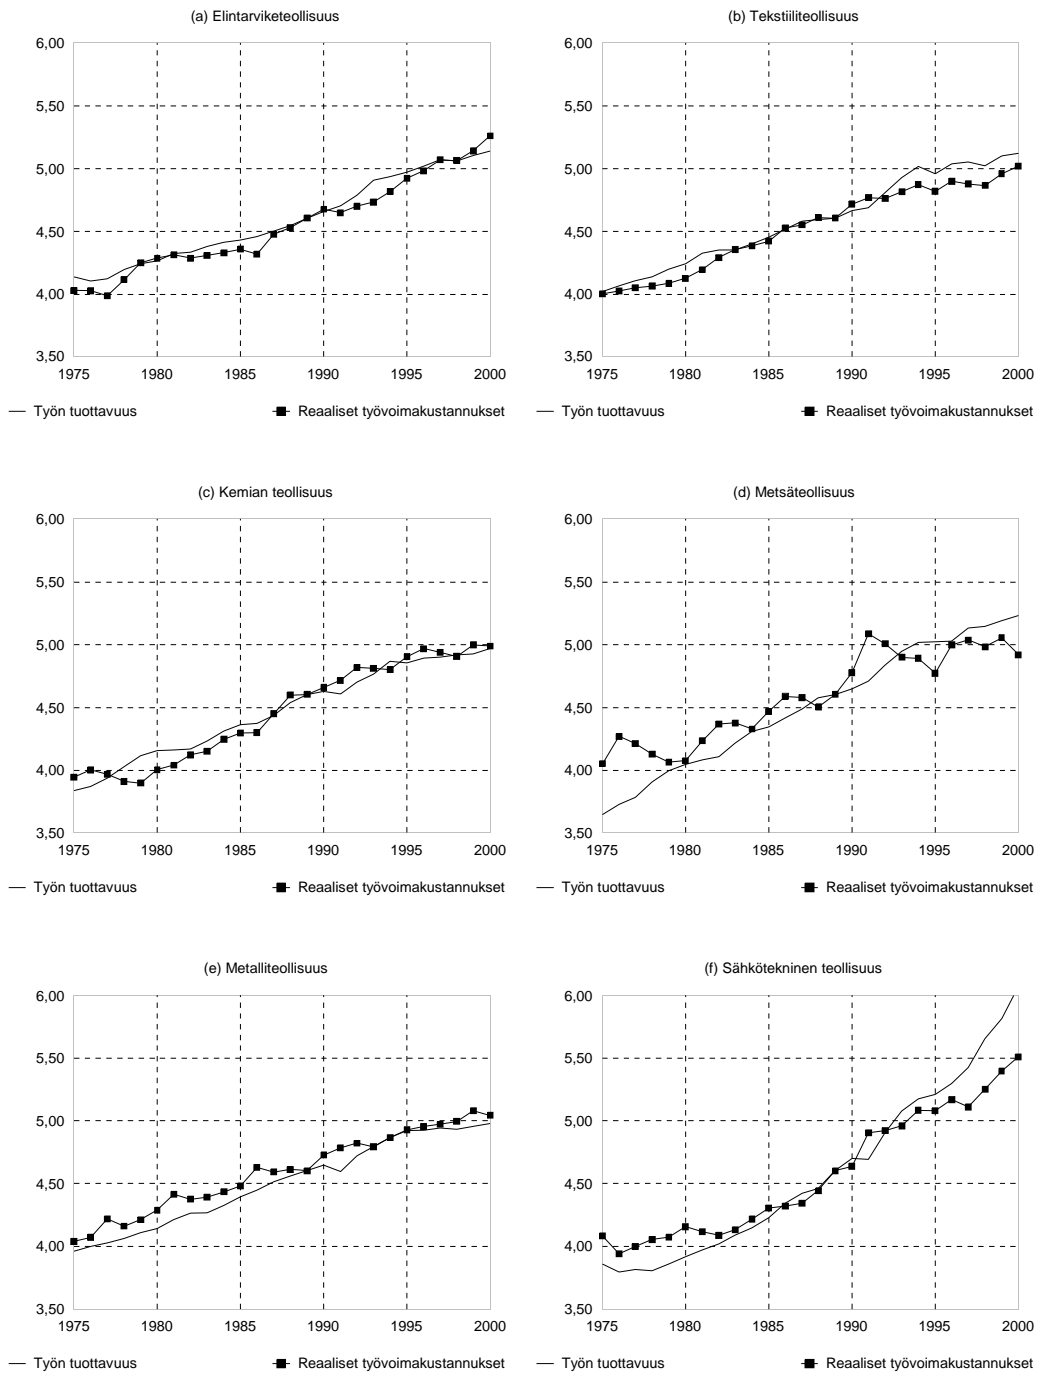 (a) Elintarviketeollisuus
6,00
5,50
5,00
4,50
4,00
3,50
1975 1980 1985 1990 1995 2000
Työn tuottavuus Reaaliset työvoimakustannukset
(b) Tekstiiliteollisuus
6,00
5,50
5,00
4,50
4,00
3,50
1975 1980 1985 1990 1995 2000
Työn tuottavuus Reaaliset työvoimakustannukset
(c) Kemian teollisuus
6,00
5,50
5,00
4,50
4,00
3,50
1975 1980 1985 1990 1995 2000
Työn tuottavuus Reaaliset työvoimakustannukset
(d) Metsäteollisuus
6,00
5,50
5,00
4,50
4,00
3,50
1975 1980 1985 1990 1995 2000
Työn tuottavuus Reaaliset työvoimakustannukset
(e) Metalliteollisuus
6,00
5,50
5,00
4,50
4,00
3,50
1975 1980 1985 1990 1995 2000
Työn tuottavuus Reaaliset työvoimakustannukset
(f) Sähkötekninen teollisuus
6,00
5,50
5,00
4,50
4,00
3,50
1975 1980 1985 1990 1995 2000
Työn tuottavuus Reaaliset työvoimakustannukset